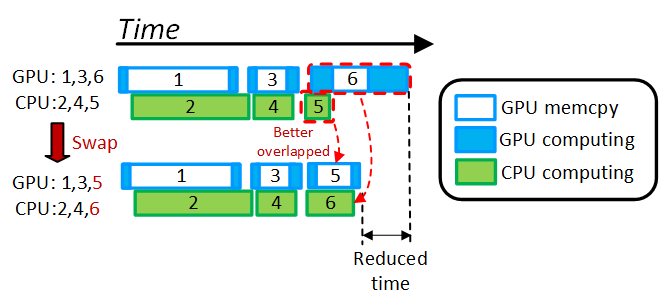 Time
GPU: 1,3,6
1 3 6
CPU:2,4,5
2 4 5
Swap
Better
overlapped
GPU: 1,3,5
1 3 5
CPU:2,4,6
2 4 6
Reduced
time
GPU memcpy
GPU computing
CPU computing